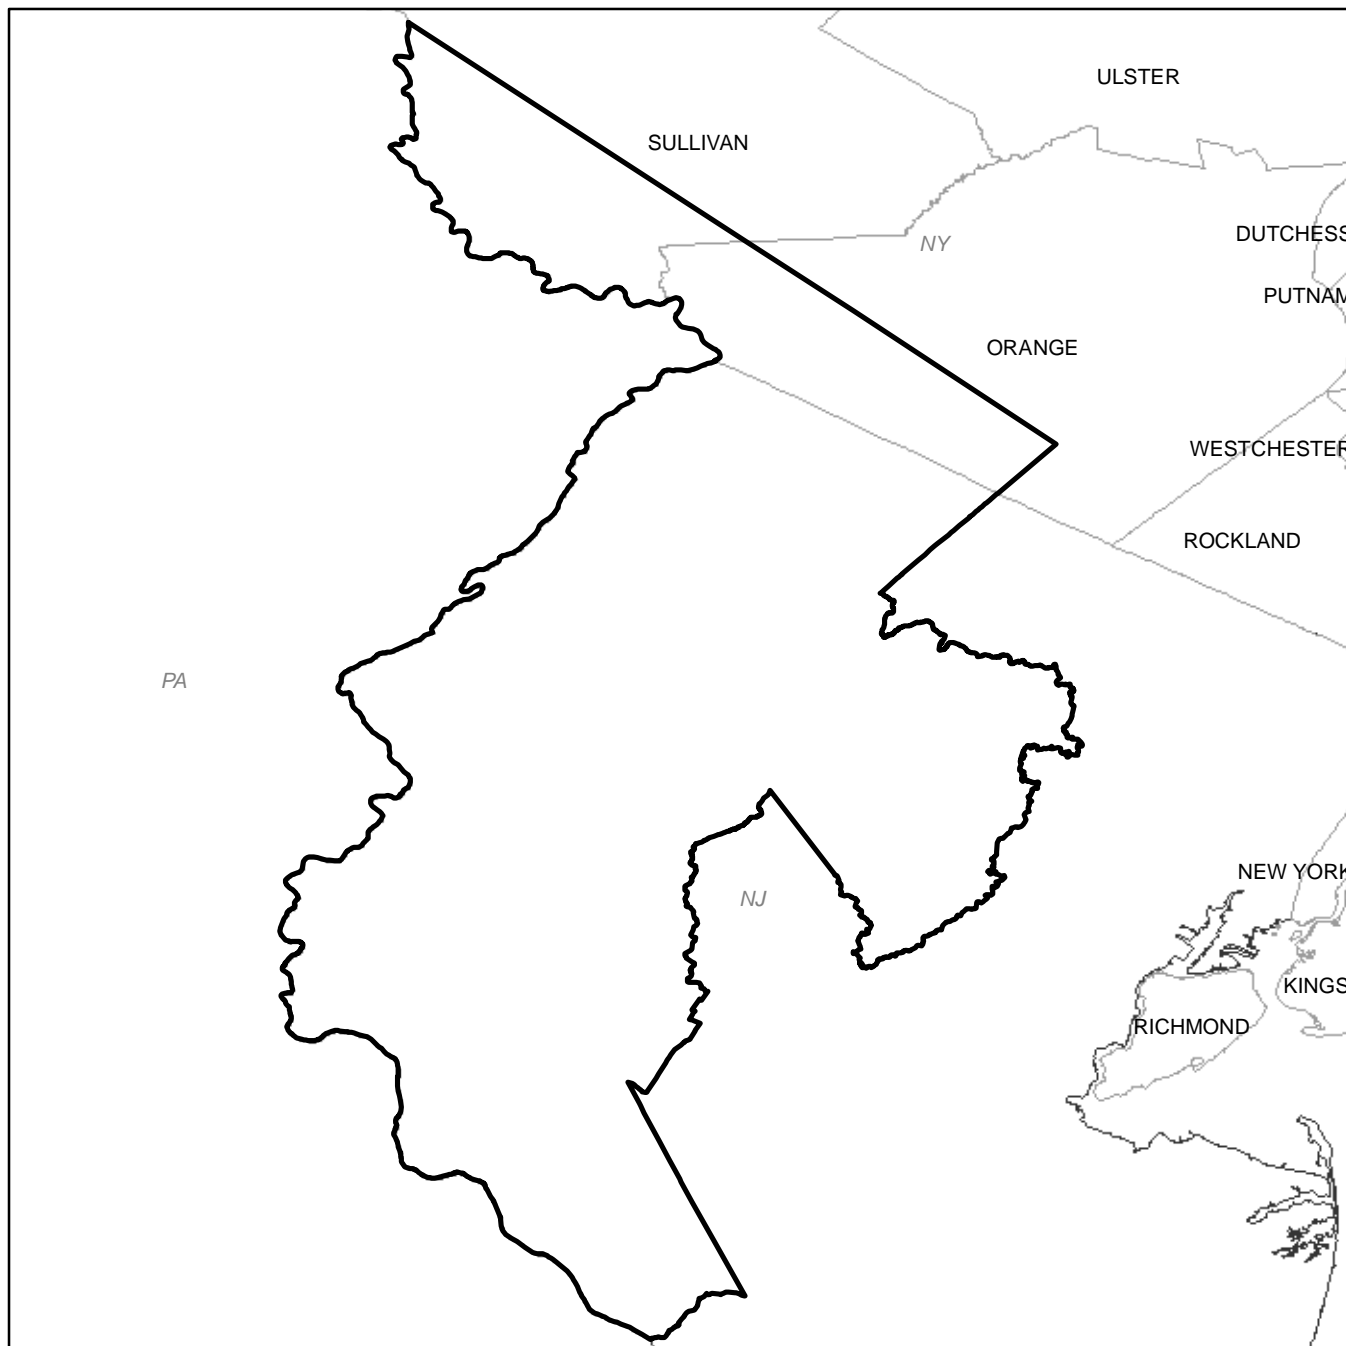 ULSTER
SULLIVAN
DUTCHESS
NY
PUTNAM
ORANGE
WESTCHESTER
ROCKLAND
PA
NEW YORK
NJ
KINGS
RICHMOND